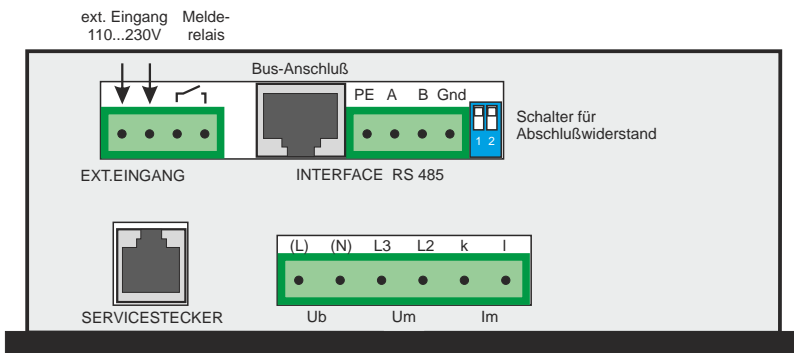 ext. Eingang Melde-
110...230V relais
Bus-Anschluß
PE A B Gnd
Schalter für
Abschlußwiderstand
1 2
EXT.EINGANG INTERFACE RS 485
(L) (N) L3 L2 k l
SERVICESTECKER Ub Um Im